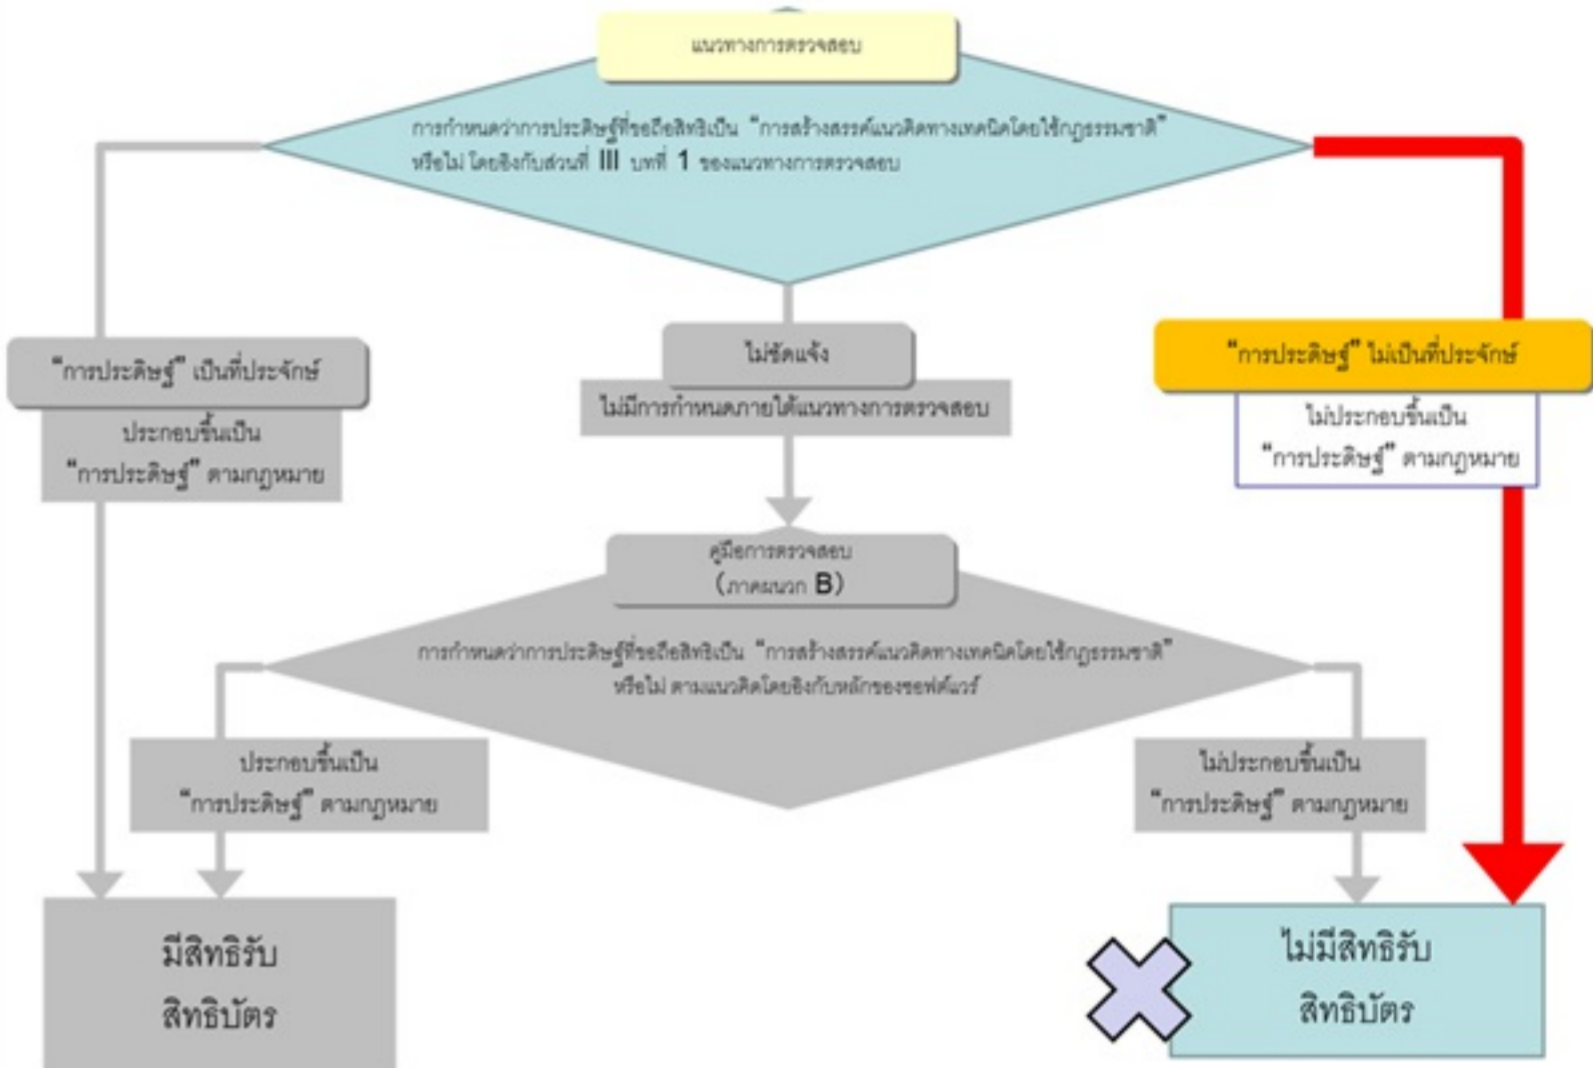 แนวทางการตรวจสอบ
การกำหนดว่าการประดิษฐ์ที่ขอถือสิทธิเป็น “การสร้างสรรค์แนวคิดทางเทคนิคโดยใช้กฎธรรมชาติ”
หรือไม่ โดยอิงกับส่วนที่ III บทที่ 1 ของแนวทางการตรวจสอบ
“การประดิษฐ์” เป็นที่ประจักษ์
ประกอบขึ้นเป็น
“การประดิษฐ์” ตามกฎหมาย
ไม่ชัดแจ้ง
ไม่มีการกำหนดภายใต้แนวทางการตรวจสอบ
“การประดิษฐ์” ไม่เป็นที่ประจักษ์
ไม่ประกอบขึ้นเป็น
“การประดิษฐ์” ตามกฎหมาย
คู่มือการตรวจสอบ
(ภาคผนวก B)
การกำหนดว่าการประดิษฐ์ที่ขอถือสิทธิเป็น “การสร้างสรรค์แนวคิดทางเทคนิคโดยใช้กฎธรรมชาติ”
หรือไม่ ตามแนวคิดโดยอิงกับหลักของซอฟต์แวร์
ประกอบขึ้นเป็น
“การประดิษฐ์” ตามกฎหมาย
ไม่ประกอบขึ้นเป็น
“การประดิษฐ์” ตามกฎหมาย
มีสิทธิรับ
สิทธิบัตร
ไม่มีสิทธิรับ
สิทธิบัตร